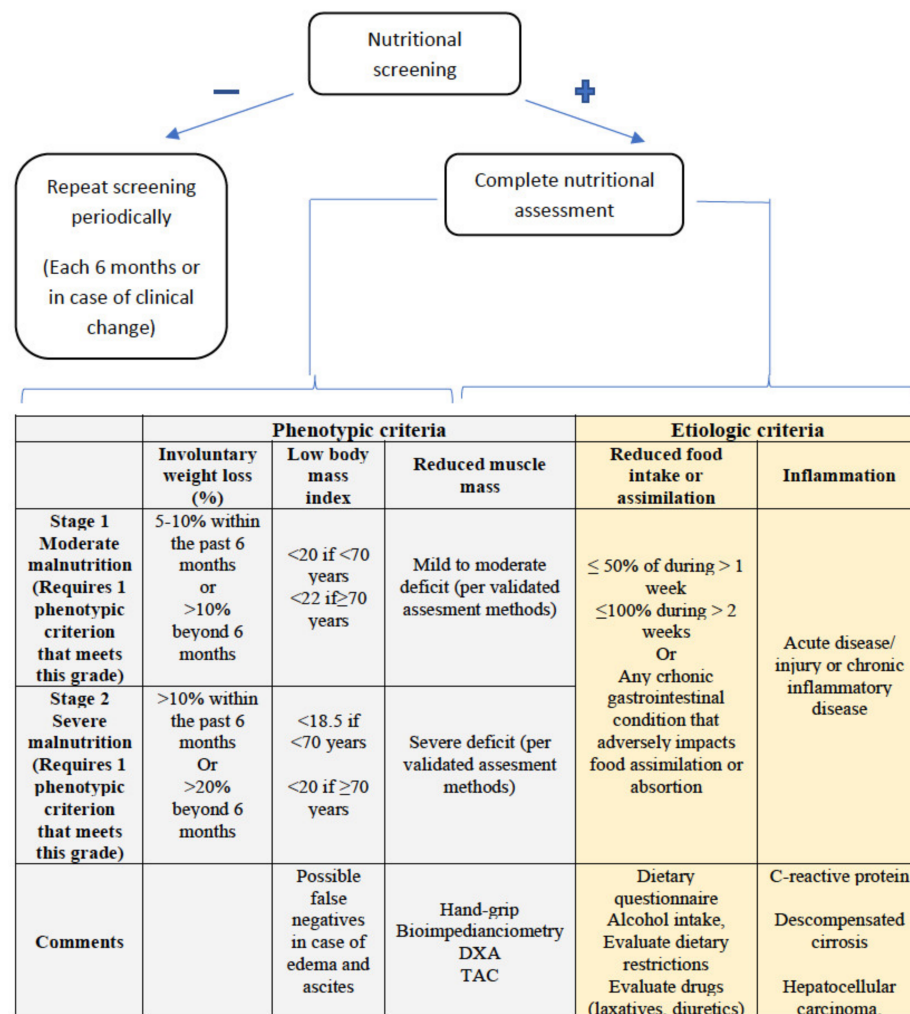 Nutritional
screening
Repeat screening
periodically
(Each 6 months or
in case of clinical
change)
Complete nutritional
assessment
Phenotypic criteria
Etiologic criteria
Involuntary
weight loss
(%)
Low body
mass
index
Reduced muscle
mass
Reduced food
intake or
assimilation
Inflammation
Stage 1
Moderate
malnutrition
(Requires 1
phenotypic
criterion
that meets
this grade)
5-10% within
the past 6
months
or
>10%
beyond 6
months
<20 if <70
years
<22 if≥70
years
Mild to moderate
deficit (per validated
assesment methods)
≤ 50% of during > 1
week
≤100% during > 2
weeks
Or
Any crhonic
gastrointestinal
condition that
adversely impacts
food assimilation or
absortion
Acute disease/
injury or chronic
inflammatory
disease
Stage 2
Severe
malnutrition
(Requires 1
phenotypic
criterion
that meets
this grade)
>10% within
the past 6
months
Or
>20%
beyond 6
months
<18.5 if
<70 years
<20 if ≥70
years
Severe deficit (per
validated assesment
methods)
Comments
Possible
false
negatives
in case of
edema and
ascites
Hand-grip
Bioimpedanciometry
DXA
TAC
Dietary
questionnaire
Alcohol intake,
Evaluate dietary
restrictions
Evaluate drugs
(laxatives, diuretics)
C-reactive protein
Descompensated
cirrosis
Hepatocellular
carcinoma.